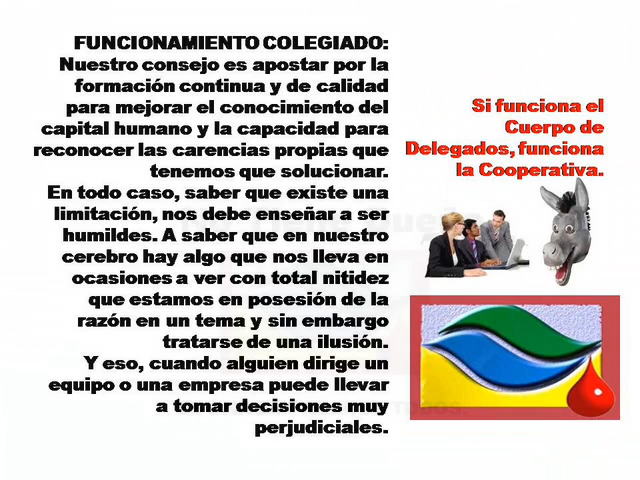 FUNCIONAMIENTO COLEGIADO:
Nuestro consejo es apostar por la
formación continua y de calidad
para mejorar el conocimiento del
capital humano y la capacidad para
reconocer las carencias propias que
tenemos que solucionar.
En todo caso, saber que existe una
limitación, nos debe enseñar a ser
humildes. A saber que en nuestro
cerebro hay algo que nos lleva en
ocasiones a ver con total nitidez
que estamos en posesión de la
razón en un tema y sin embargo
tratarse de una ilusión.
Y eso, cuando alguien dirige un
equipo o una empresa puede llevar
a tomar decisiones muy
perjudiciales.
Si funciona el
Cuerpo de
Delegados, funciona
la Cooperativa.